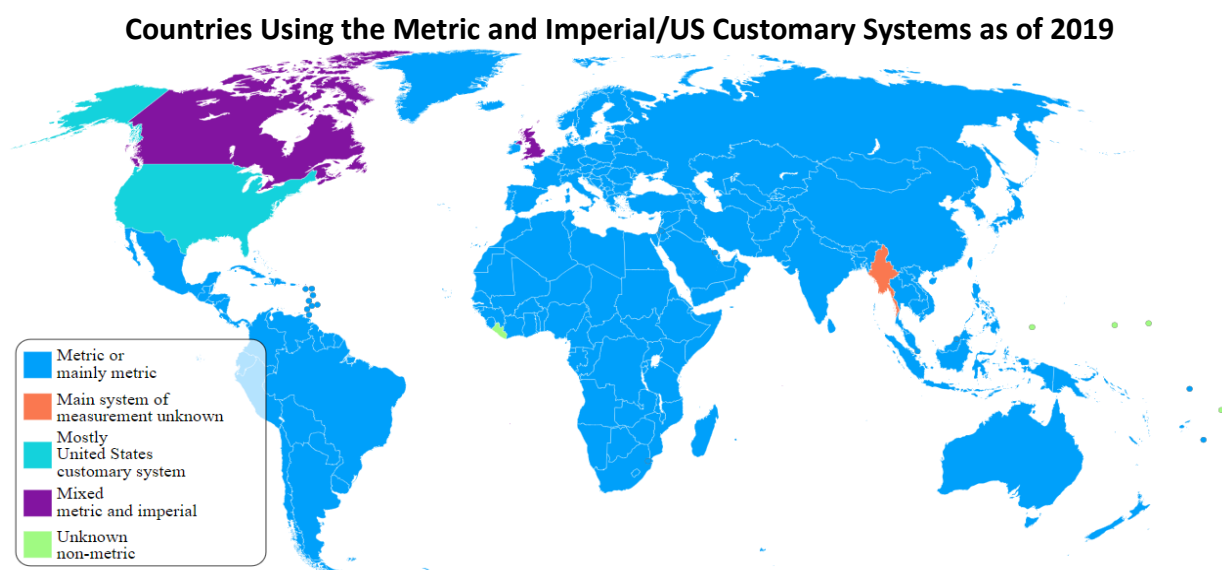 Countries Using the Metric and Imperial/US Customary Systems as of 2019
Metric or
mainly metric
Main system of
measurement unknown
Mostly
United States
customary system
Mixed
metric and imperial
Unknown
non-metric